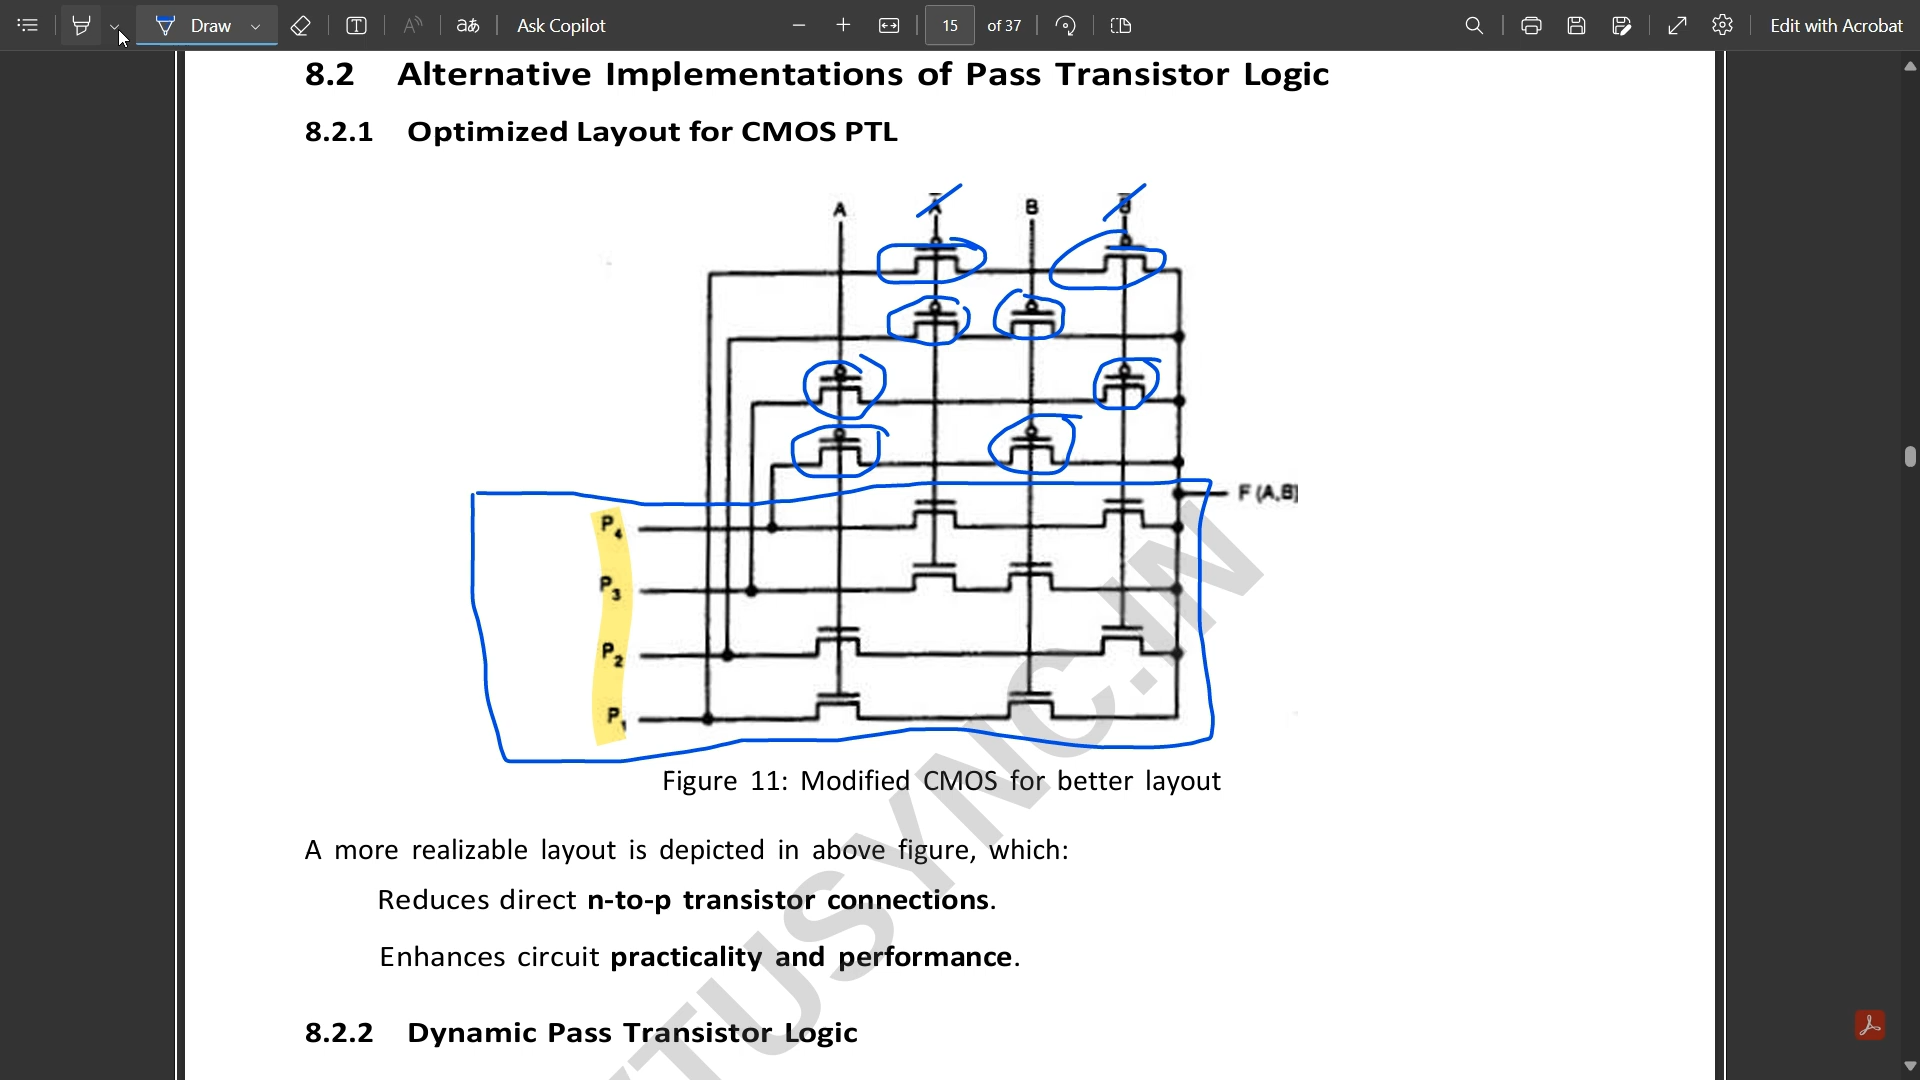 Draw
Ask Copilot
15 of 37
Edit with Acrobat
8.2 Alternative Implementations of Pass Transistor Logic
8.2.1 Optimized Layout for CMOS PTL
A A̅ B B̅
F (A,B)
P4
P3
P2
P1
Figure 11: Modified CMOS for better layout
A more realizable layout is depicted in above figure, which:
Reduces direct n-to-p transistor connections.
Enhances circuit practicality and performance.
8.2.2 Dynamic Pass Transistor Logic
TUSYNC.IN